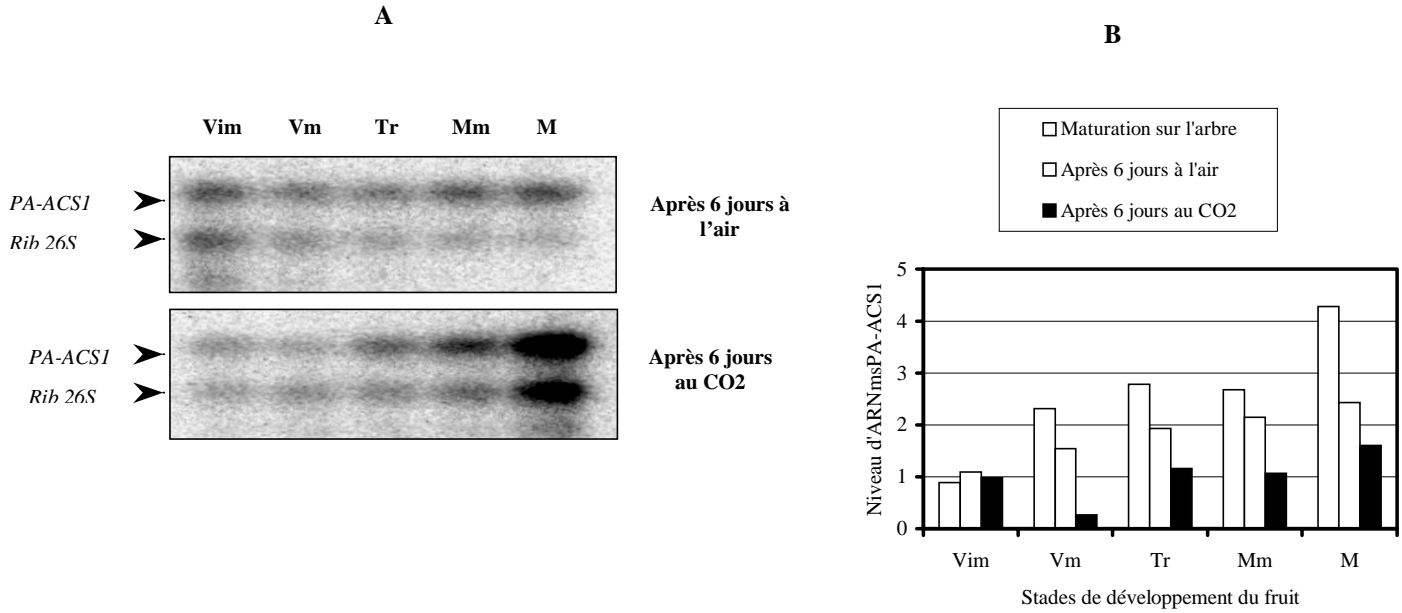 A
Vim Vm Tr Mm M
PA-ACS1
Rib 26S
Après 6 jours à
l'air
PA-ACS1
Rib 26S
Après 6 jours
au CO2
B
Maturation sur l'arbre
Après 6 jours à l'air
Après 6 jours au CO2
Niveau d'ARNmsPA-ACS1
5
4
3
2
1
0
Vim Vm Tr Mm M
Stades de développement du fruit